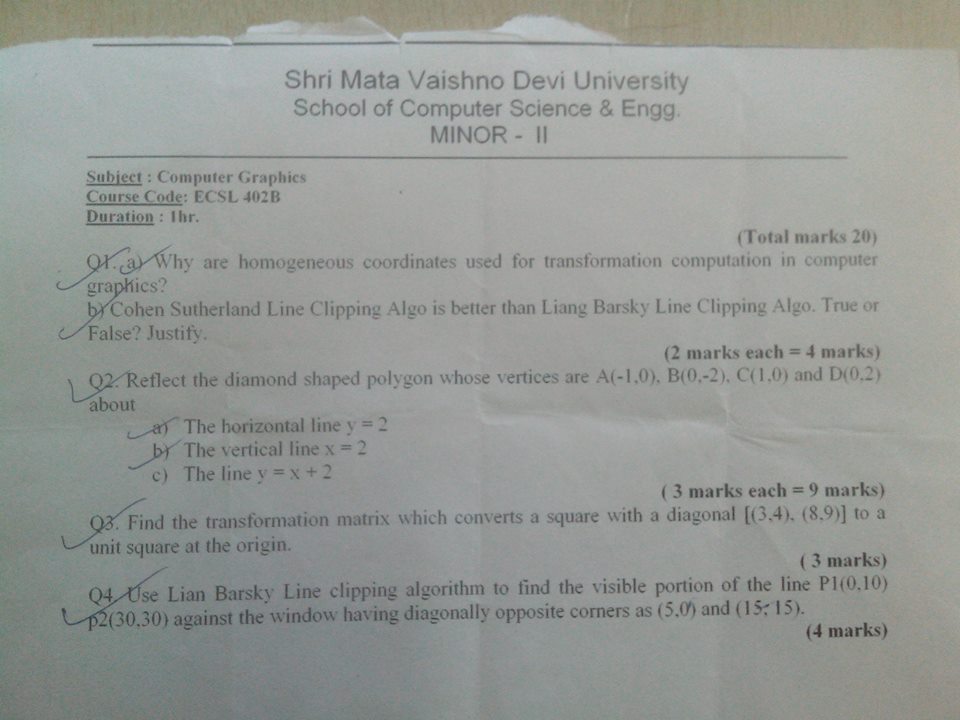 Shri Mata Vaishno Devi University
School of Computer Science & Engg.
MINOR - II
Subject : Computer Graphics
Course Code: ECSL 402B
Duration : 1hr.
(Total marks 20)
Q1. a) Why are homogeneous coordinates used for transformation computation in computer
graphics?
b) Cohen Sutherland Line Clipping Algo is better than Liang Barsky Line Clipping Algo. True or
False? Justify.
(2 marks each = 4 marks)
Q2. Reflect the diamond shaped polygon whose vertices are A(-1,0), B(0,-2), C(1,0) and D(0,2)
about
a) The horizontal line y = 2
b) The vertical line x = 2
c) The line y = x + 2
( 3 marks each = 9 marks)
Q3. Find the transformation matrix which converts a square with a diagonal [(3,4), (8,9)] to a
unit square at the origin.
( 3 marks)
Q4. Use Lian Barsky Line clipping algorithm to find the visible portion of the line P1(0,10)
p2(30,30) against the window having diagonally opposite corners as (5,0) and (15, 15).
(4 marks)